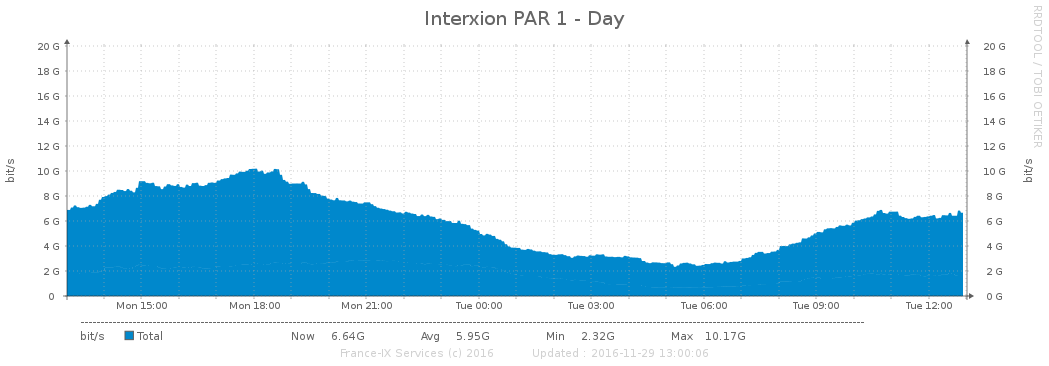 Interxion PAR 1 - Day
RRDTOOL / TOBI OETIKER
bit/s
20 G 20 G
18 G 18 G
16 G 16 G
14 G 14 G
12 G 12 G
10 G 10 G
8 G 8 G
6 G 6 G
4 G 4 G
2 G 2 G
0 0 G
bit/s
Mon 15:00 Mon 18:00 Mon 21:00 Tue 00:00 Tue 03:00 Tue 06:00 Tue 09:00 Tue 12:00
bit/s Total Now 6.64G Avg 5.95G Min 2.32G Max 10.17G
France-IX Services (c) 2016 Updated : 2016-11-29 13:00:06